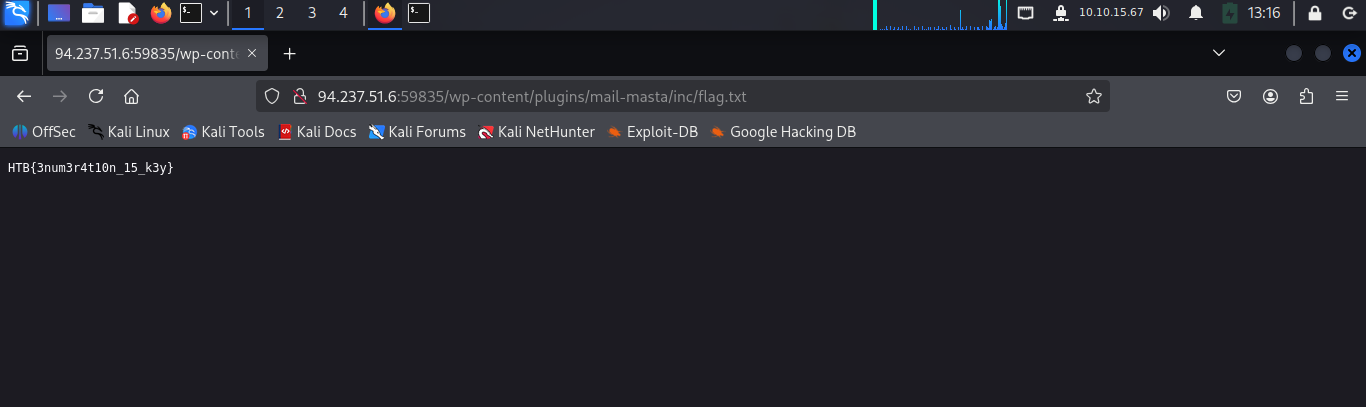 1 2 3 4 10.10.15.67 13:16
94.237.51.6:59835/wp-conte
94.237.51.6:59835/wp-content/plugins/mail-masta/inc/flag.txt
OffSec Kali Linux Kali Tools Kali Docs Kali Forums Kali NetHunter Exploit-DB Google Hacking DB
HTB{3num3r4t10n_15_k3y}